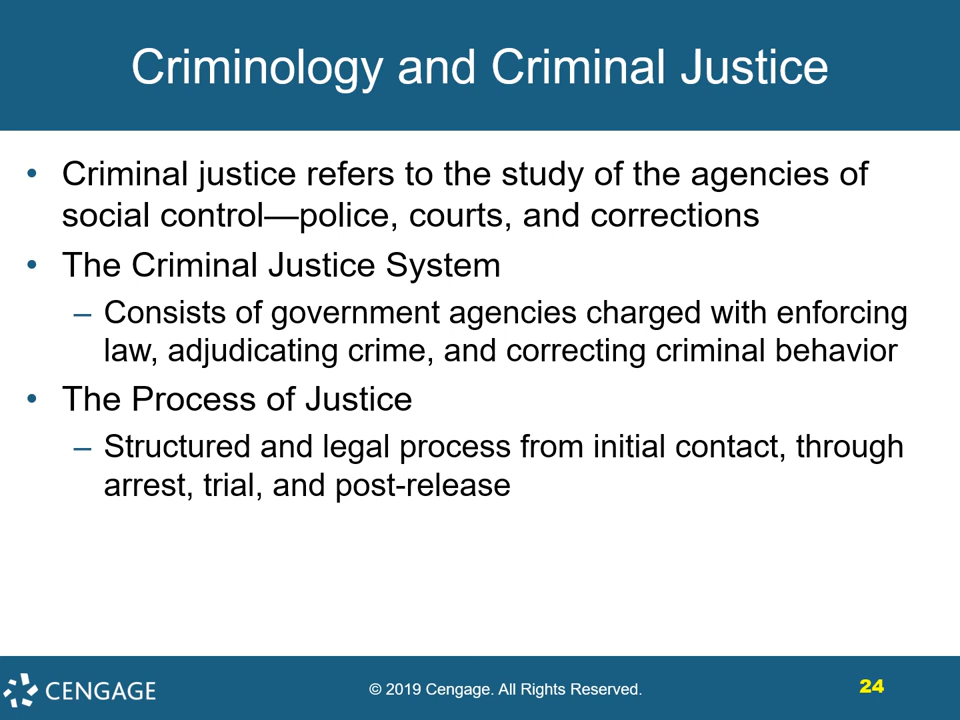 Criminology and Criminal Justice
• Criminal justice refers to the study of the agencies of
social control—police, courts, and corrections
• The Criminal Justice System
– Consists of government agencies charged with enforcing
law, adjudicating crime, and correcting criminal behavior
• The Process of Justice
– Structured and legal process from initial contact, through
arrest, trial, and post-release
CENGAGE
© 2019 Cengage. All Rights Reserved.
24